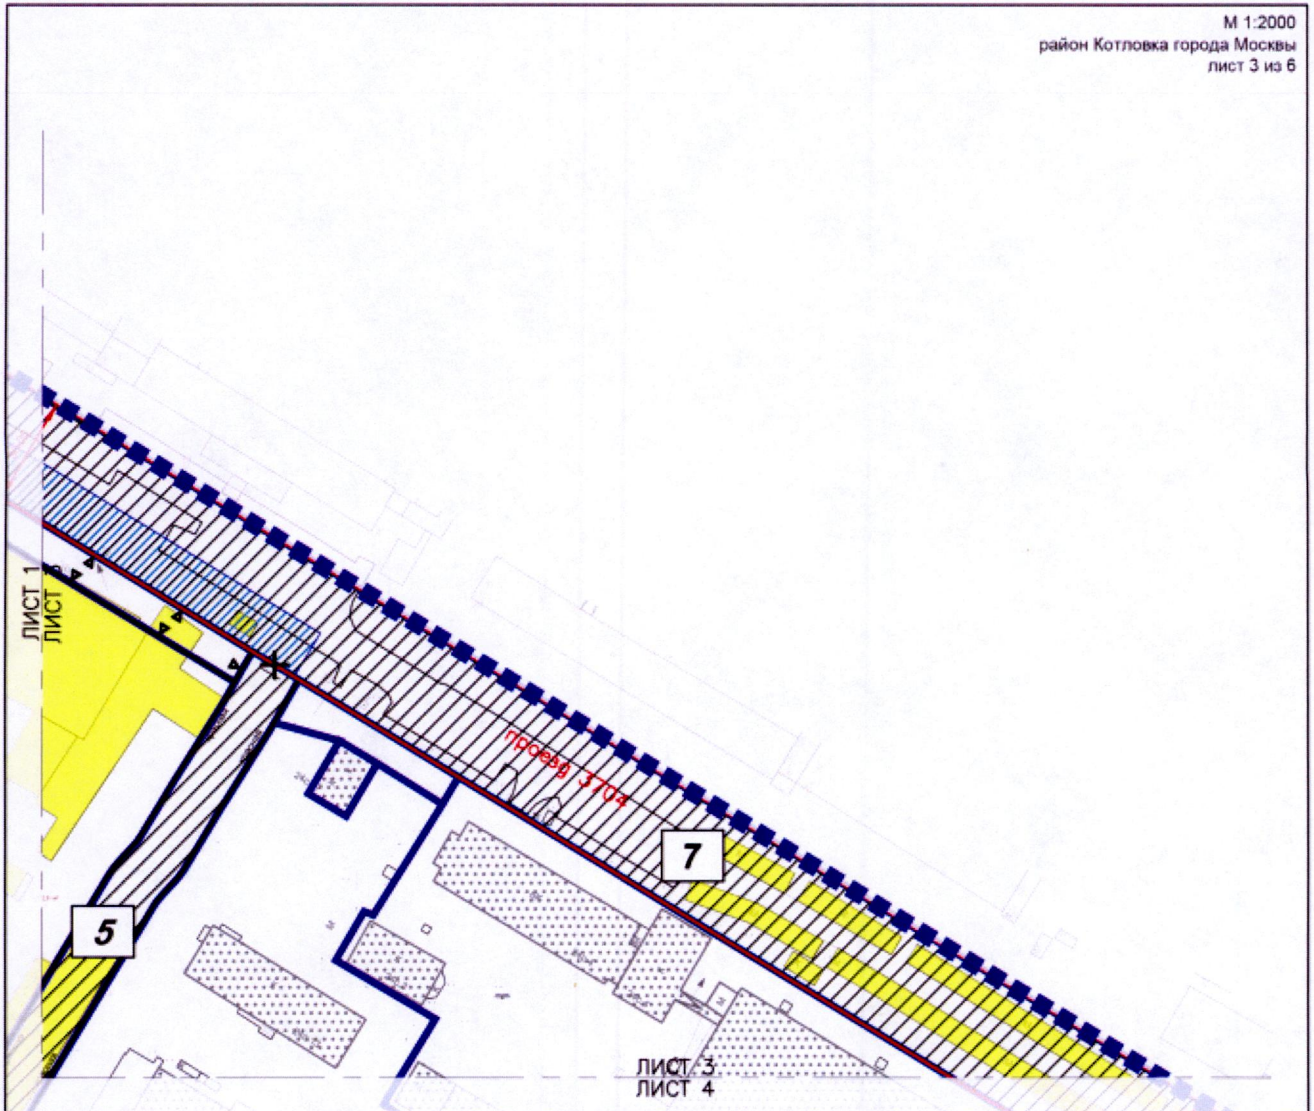 М 1:2000
район Котловка города Москвы
лист 3 из 6
ЛИСТ 1
ЛИСТ
проезд 3704
7
5
ЛИСТ 3
ЛИСТ 4